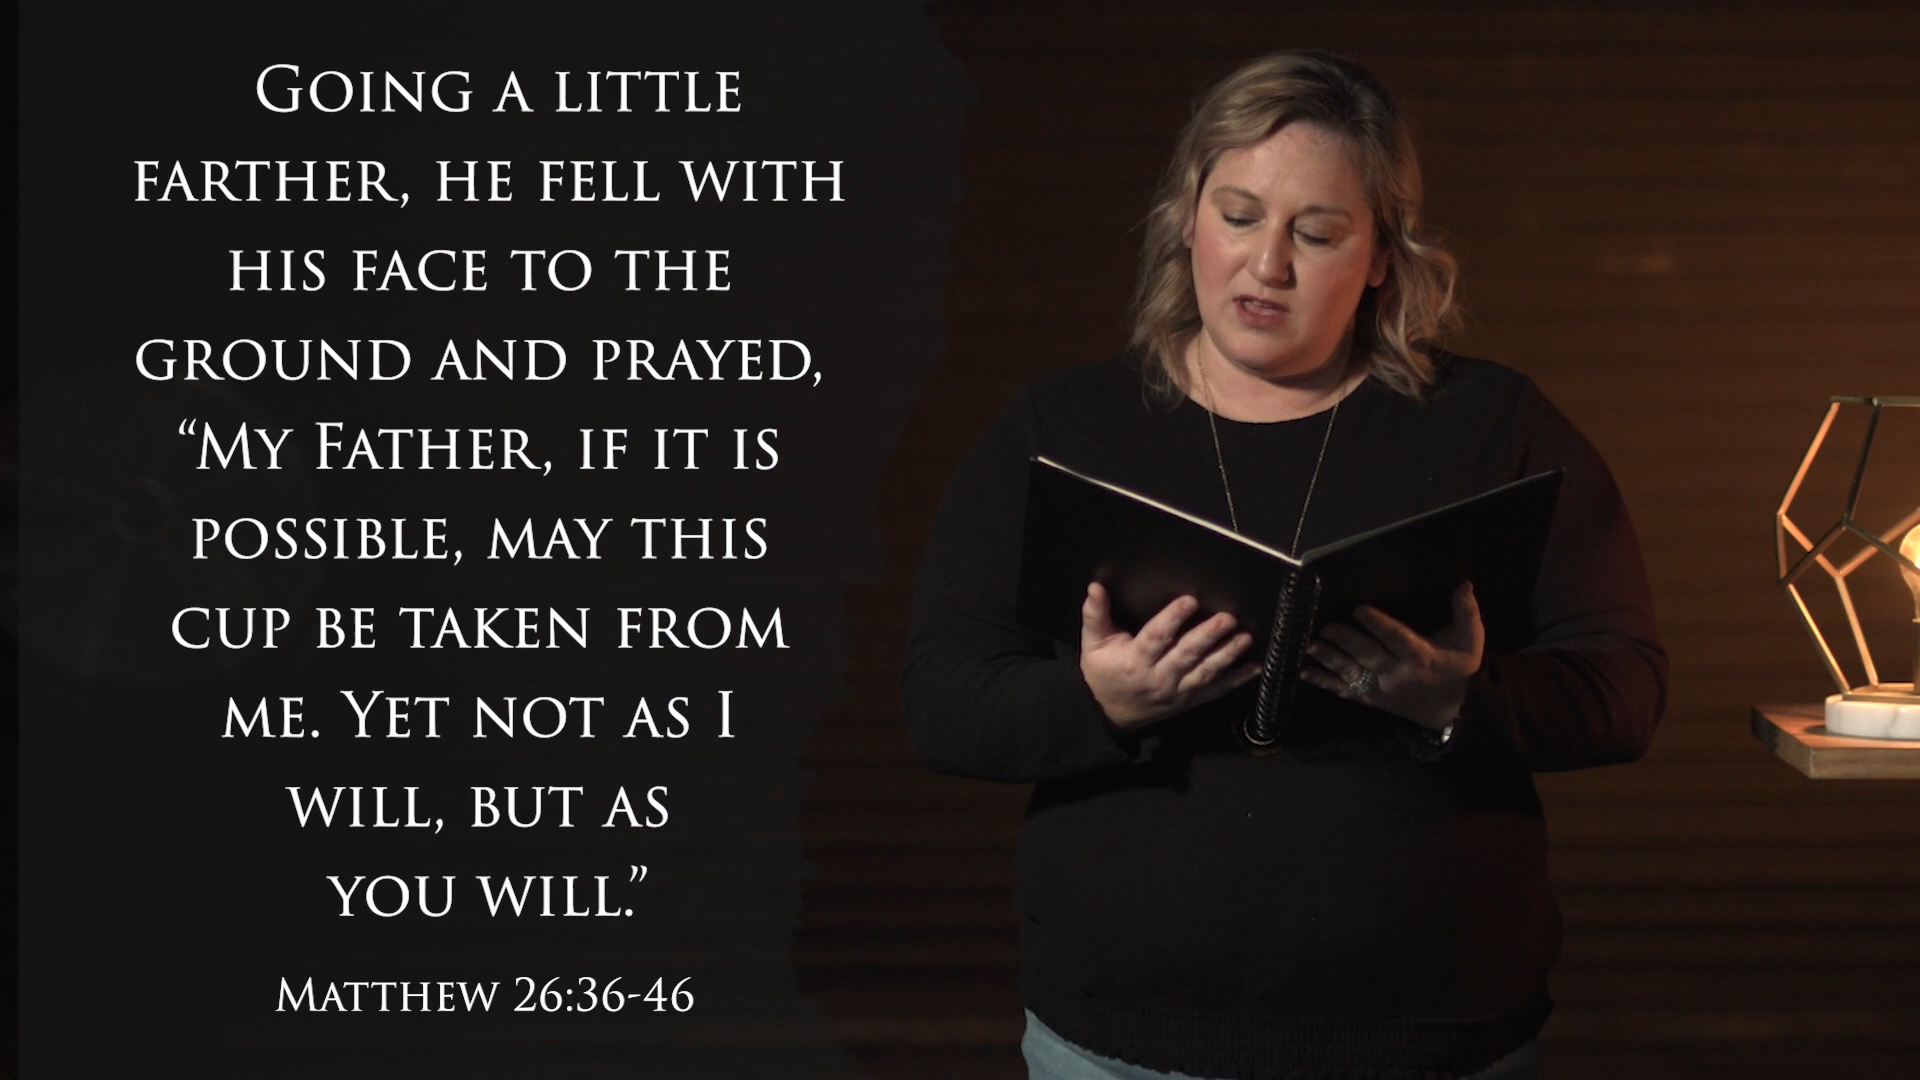 Going a little
farther, he fell with
his face to the
ground and prayed,
“My Father, if it is
possible, may this
cup be taken from
me. Yet not as I
will, but as
you will.”
Matthew 26:36-46